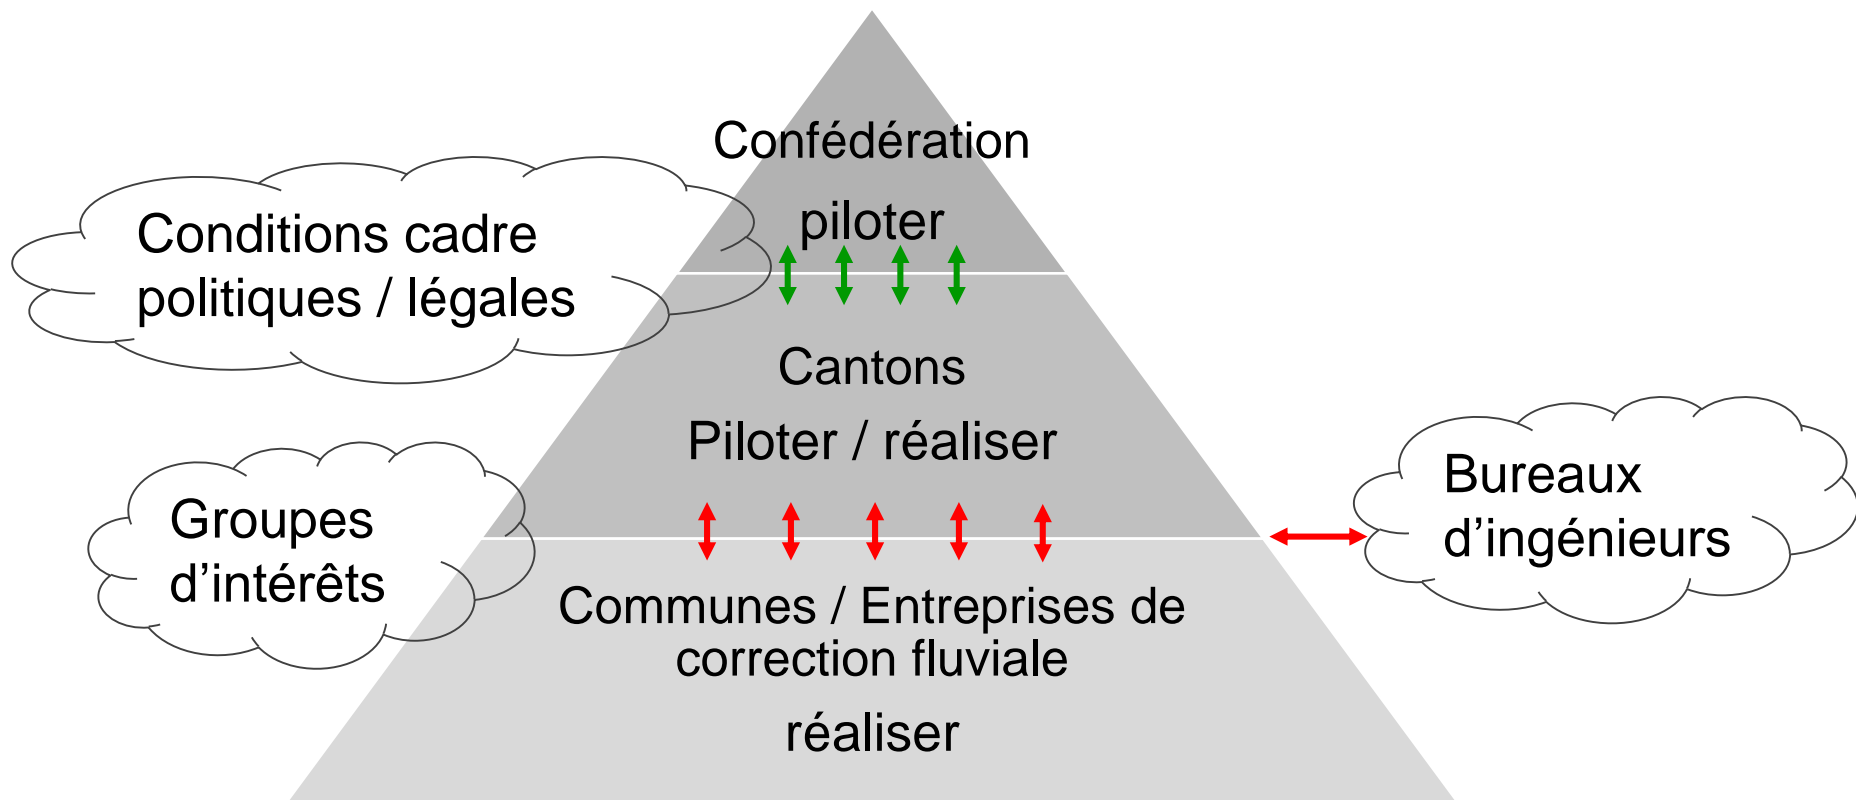 Confédération
piloter
Conditions cadre
politiques / légales
Cantons
Piloter / réaliser
Groupes
d’intérêts
Bureaux
d’ingénieurs
Communes / Entreprises de
correction fluviale
réaliser